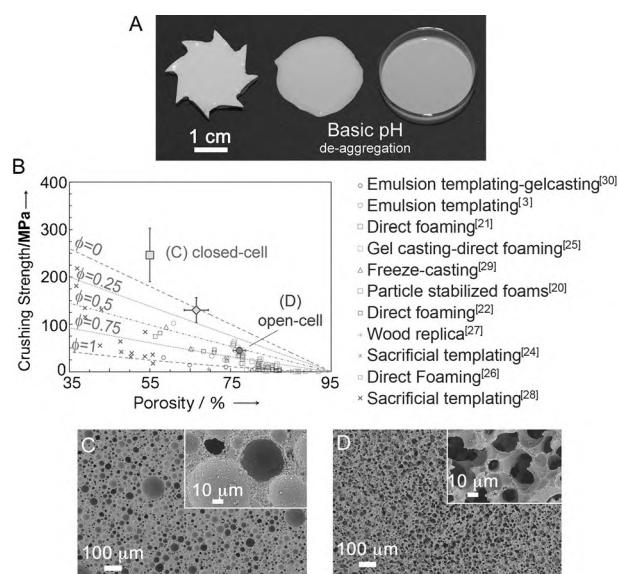 A
1 cm
Basic pH
de-aggregation
B
Crushing Strength/MPa →
400
300
200
100
0
ϕ=0
ϕ=0.25
ϕ=0.5
ϕ=0.75
ϕ=1
(C) closed-cell
(D)
open-cell
35 55 75 95
Porosity / % →
Emulsion templating-gelcasting[30]
Emulsion templating[3]
Direct foaming[21]
Gel casting-direct foaming[25]
Freeze-casting[29]
Particle stabilized foams[20]
Direct foaming[22]
Wood replica[27]
Sacrificial templating[24]
Direct Foaming[26]
Sacrificial templating[28]
C
10 μm
100 μm
D
10 μm
100 μm